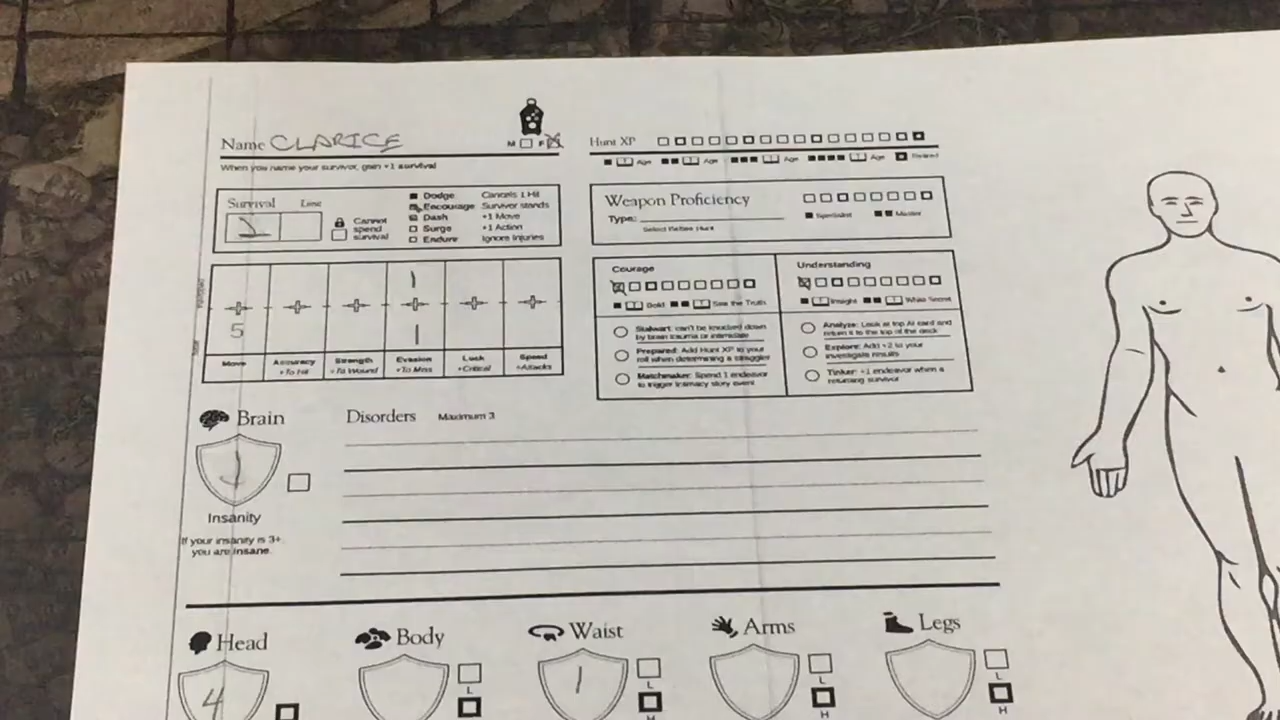 Name CLARICE M F
When you name your survivor, gain +1 survival
Survival
Cannot spend survival
Dodge Cancels 1 Hit
Encourage Survivor stands
Dash +1 Move
Surge +1 Action
Endure Ignore Injuries
1
5 1
Move Accuracy Strength Evasion Luck Speed
+To Hit +To Wound +To Miss +Critical +Attacks
Hunt XP
Age Age Age Age Retired
Weapon Proficiency
Type:
Specialist Master
Courage
Bold See the Truth
Stalwart: can't be knocked down
by brain trauma or intimidate
Prepared: Add Hunt XP to your
roll when determining a straggler
Matchmaker: Spend 1 endeavor
to trigger intimacy story event
Understanding
Insight White Secret
Analyze: Look at top AI card and
return it to the top of the deck
Explore: Add +2 to your
investigate results
Tinker: +1 endeavor when a
returning survivor
Brain
Insanity
If your insanity is 3+
you are insane.
Disorders Maximum 3
Head Body Waist Arms Legs
4 1
L L L L
H H H